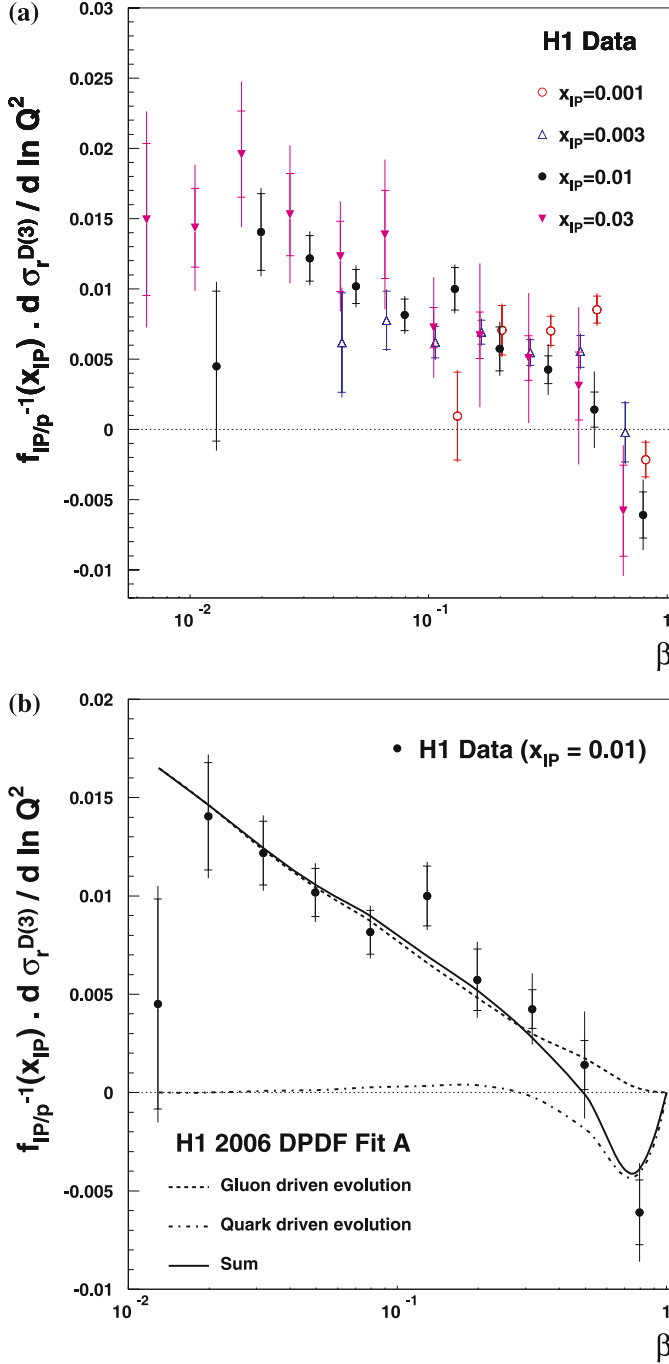 (a)
0.03
0.025
0.02
0.015
0.01
0.005
0
-0.005
-0.01
f_IP/p^-1(x_IP) . d σ_r^D(3) / d ln Q^2
H1 Data
x_IP=0.001
x_IP=0.003
x_IP=0.01
x_IP=0.03
10^-2
10^-1
1
β
(b)
0.02
0.015
0.01
0.005
0
-0.005
-0.01
f_IP/p^-1(x_IP) . d σ_r^D(3) / d ln Q^2
H1 Data (x_IP = 0.01)
H1 2006 DPDF Fit A
Gluon driven evolution
Quark driven evolution
Sum
10^-2
10^-1
1
β